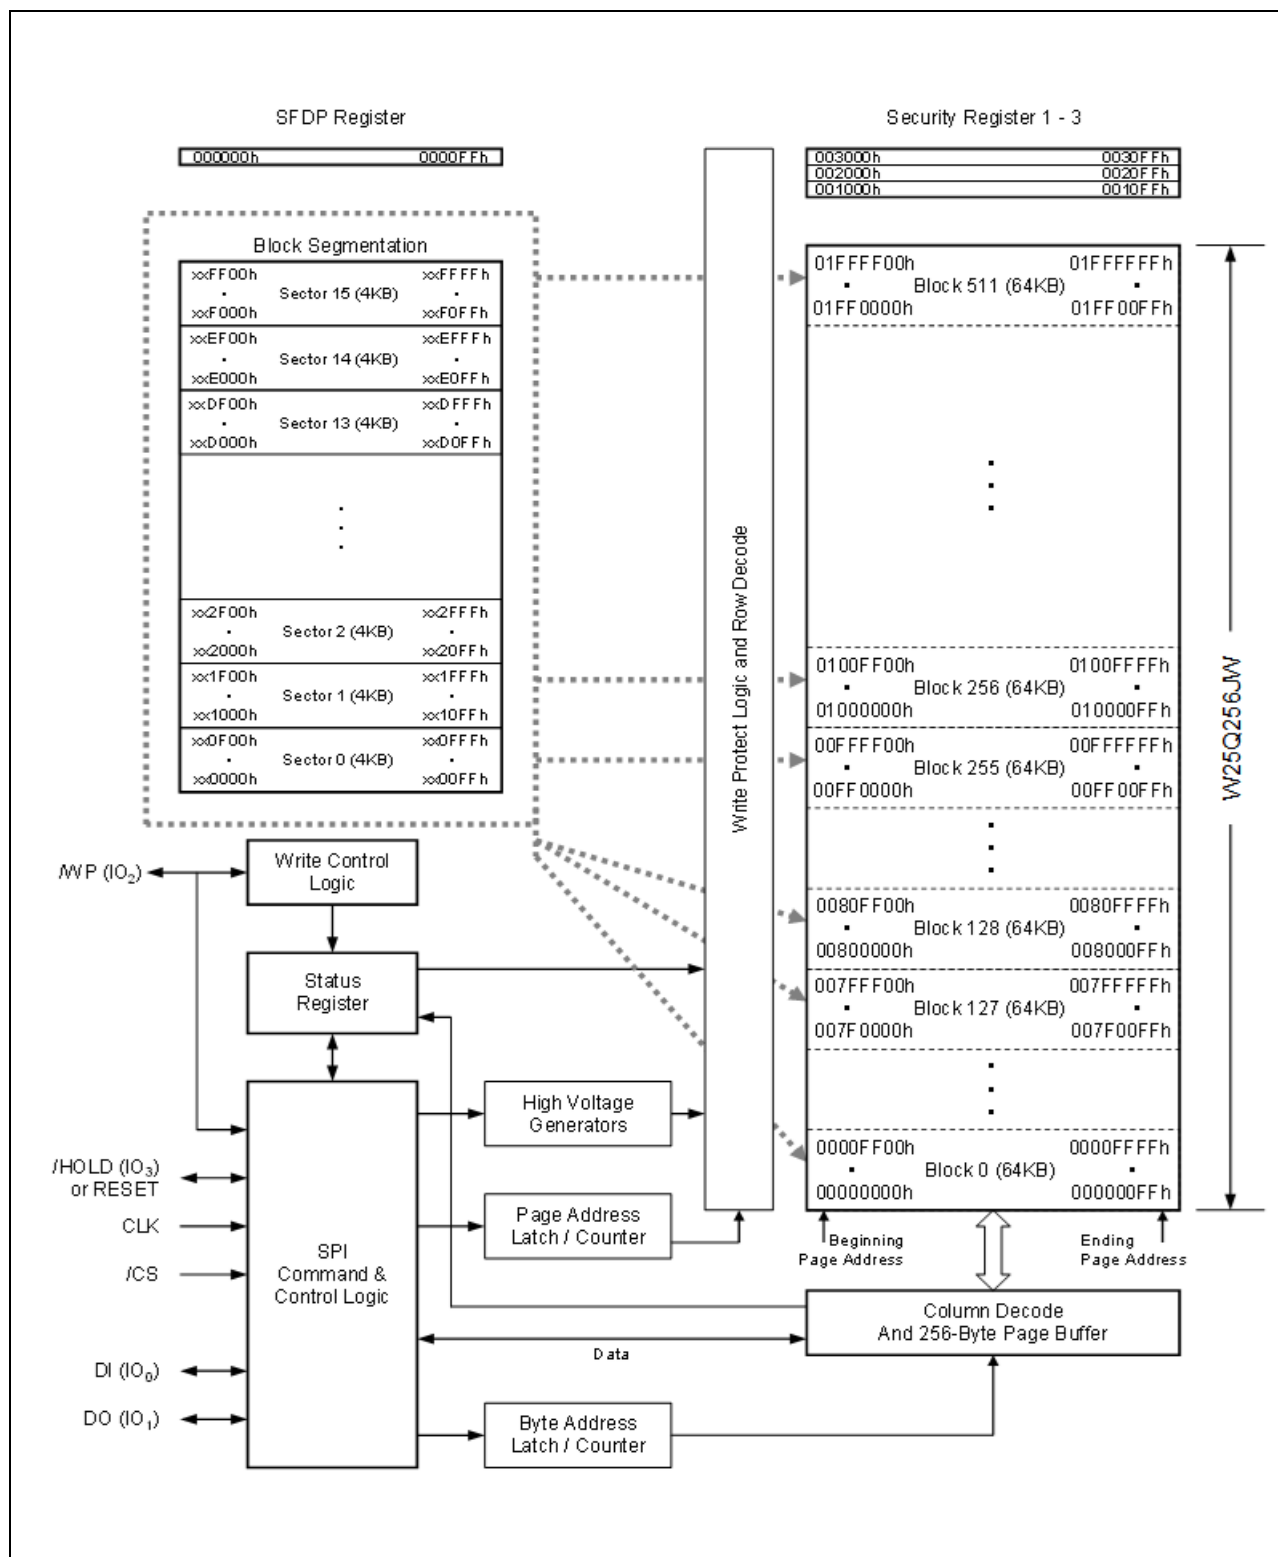 SFDP Register
000000h 0000FFh
Security Register 1 - 3
003000h 0030FFh
002000h 0020FFh
001000h 0010FFh
Block Segmentation
xxFF00h xxFFFFh
Sector 15 (4KB)
xxF000h xxF0FFh
xxEF00h xxEFFFh
Sector 14 (4KB)
xxE000h xxE0FFh
xxDF00h xxDFFFh
Sector 13 (4KB)
xxD000h xxD0FFh
xx2F00h xx2FFFh
Sector 2 (4KB)
xx2000h xx20FFh
xx1F00h xx1FFFh
Sector 1 (4KB)
xx1000h xx10FFh
xx0F00h xx0FFFh
Sector 0 (4KB)
xx0000h xx00FFh
Write Protect Logic and Row Decode
01FFFF00h 01FFFFFFh
Block 511 (64KB)
01FF0000h 01FF00FFh
0100FF00h 0100FFFFh
Block 256 (64KB)
01000000h 010000FFh
00FFFF00h 00FFFFFFh
Block 255 (64KB)
00FF0000h 00FF00FFh
0080FF00h 0080FFFFh
Block 128 (64KB)
00800000h 008000FFh
007FFF00h 007FFFFFh
Block 127 (64KB)
007F0000h 007F00FFh
0000FF00h 0000FFFFh
Block 0 (64KB)
00000000h 000000FFh
W25Q256JW
Beginning
Page Address
Ending
Page Address
/WP (IO2)
Write Control
Logic
Status
Register
High Voltage
Generators
/HOLD (IO3)
or RESET
CLK
/CS
DI (IO0)
DO (IO1)
SPI
Command &
Control Logic
Page Address
Latch / Counter
Column Decode
And 256-Byte Page Buffer
Data
Byte Address
Latch / Counter